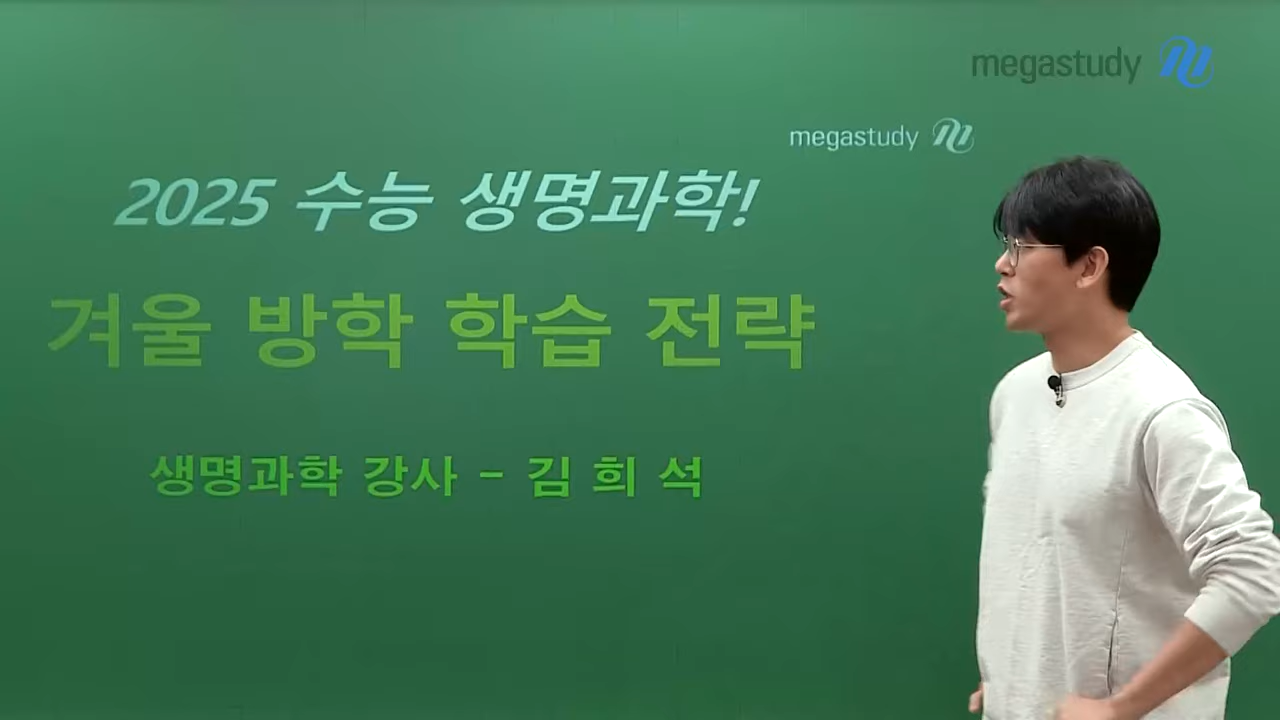 megastudy
megastudy
2025 수능 생명과학!
겨울 방학 학습 전략
생명과학 강사 - 김 희 석